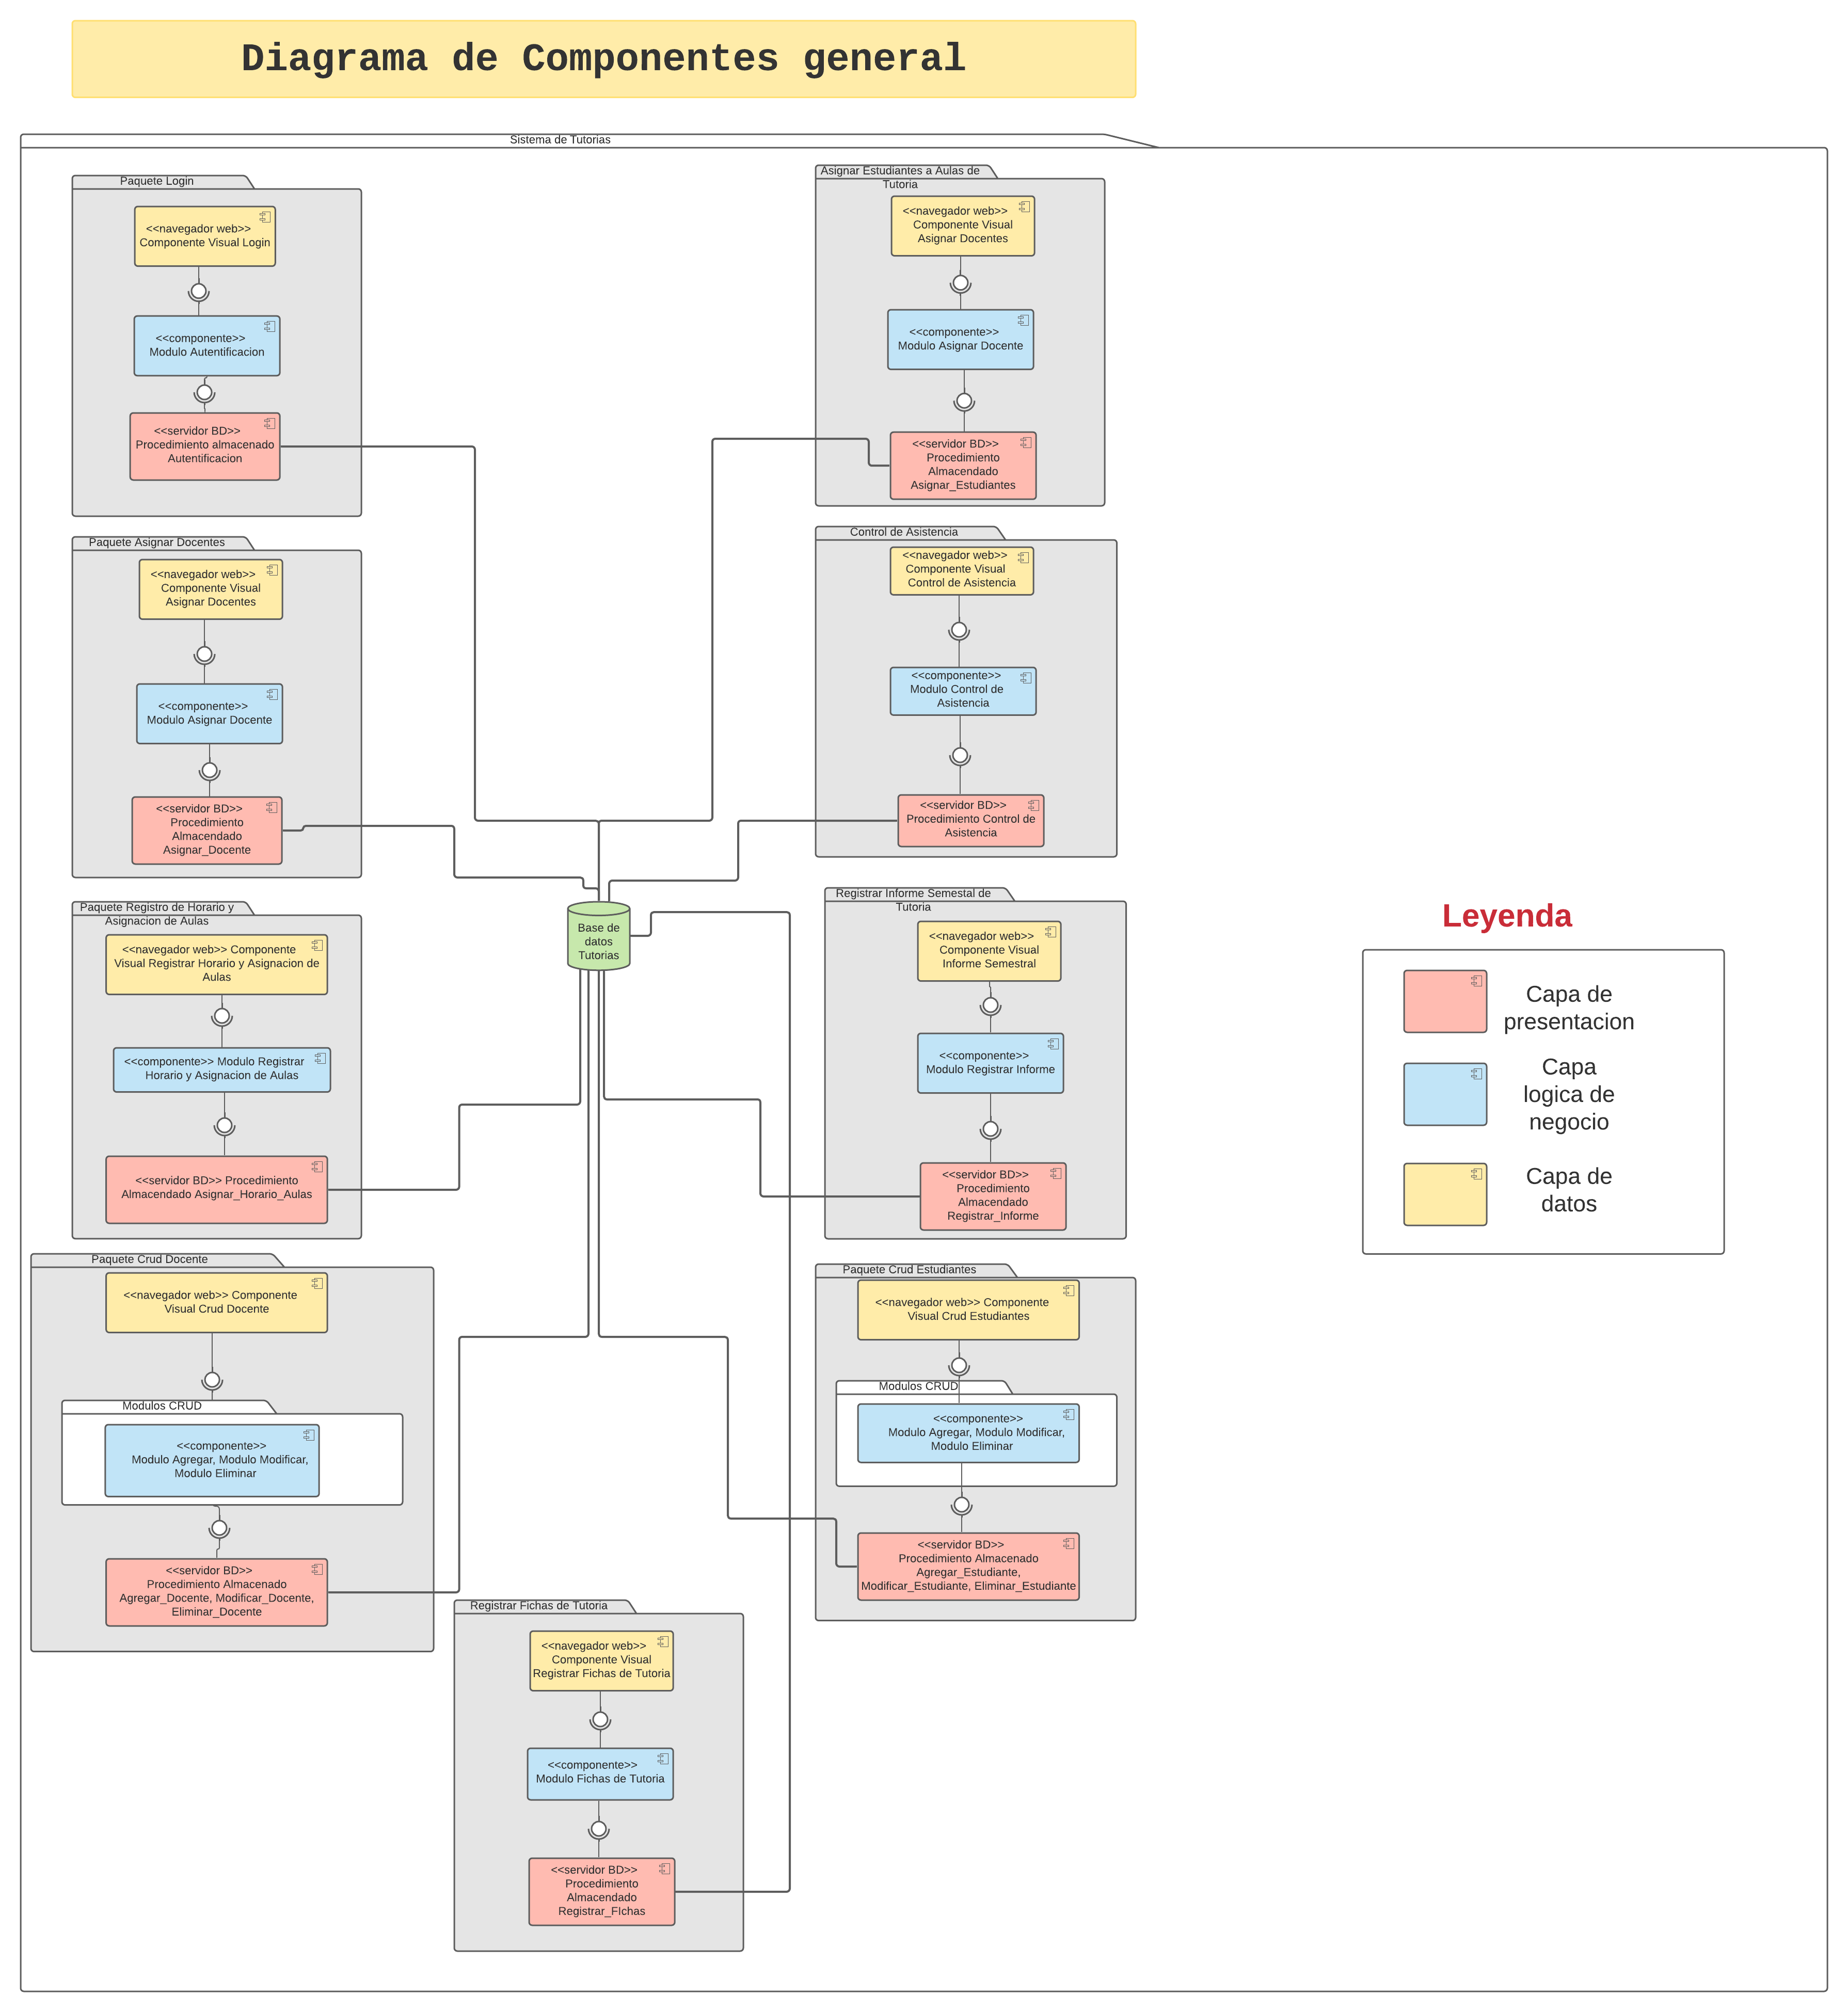 Diagrama de Componentes general
Sistema de Tutorias
Paquete Login
<<navegador web>>
Componente Visual Login
<<componente>>
Modulo Autentificacion
<<servidor BD>>
Procedimiento almacenado
Autentificacion
Asignar Estudiantes a Aulas de
Tutoria
<<navegador web>>
Componente Visual
Asignar Docentes
<<componente>>
Modulo Asignar Docente
<<servidor BD>>
Procedimiento
Almacendado
Asignar_Estudiantes
Paquete Asignar Docentes
<<navegador web>>
Componente Visual
Asignar Docentes
<<componente>>
Modulo Asignar Docente
<<servidor BD>>
Procedimiento
Almacendado
Asignar_Docente
Control de Asistencia
<<navegador web>>
Componente Visual
Control de Asistencia
<<componente>>
Modulo Control de
Asistencia
<<servidor BD>>
Procedimiento Control de
Asistencia
Paquete Registro de Horario y
Asignacion de Aulas
<<navegador web>> Componente
Visual Registrar Horario y Asignacion de
Aulas
<<componente>> Modulo Registrar
Horario y Asignacion de Aulas
<<servidor BD>> Procedimiento
Almacendado Asignar_Horario_Aulas
Base de
datos
Tutorias
Registrar Informe Semestal de
Tutoria
<<navegador web>>
Componente Visual
Informe Semestral
<<componente>>
Modulo Registrar Informe
<<servidor BD>>
Procedimiento
Almacendado
Registrar_Informe
Leyenda
Capa de
presentacion
Capa
logica de
negocio
Capa de
datos
Paquete Crud Docente
<<navegador web>> Componente
Visual Crud Docente
Modulos CRUD
<<componente>>
Modulo Agregar, Modulo Modificar,
Modulo Eliminar
<<servidor BD>>
Procedimiento Almacenado
Agregar_Docente, Modificar_Docente,
Eliminar_Docente
Paquete Crud Estudiantes
<<navegador web>> Componente
Visual Crud Estudiantes
Modulos CRUD
<<componente>>
Modulo Agregar, Modulo Modificar,
Modulo Eliminar
<<servidor BD>>
Procedimiento Almacenado
Agregar_Estudiante,
Modificar_Estudiante, Eliminar_Estudiante
Registrar Fichas de Tutoria
<<navegador web>>
Componente Visual
Registrar Fichas de Tutoria
<<componente>>
Modulo Fichas de Tutoria
<<servidor BD>>
Procedimiento
Almacendado
Registrar_FIchas